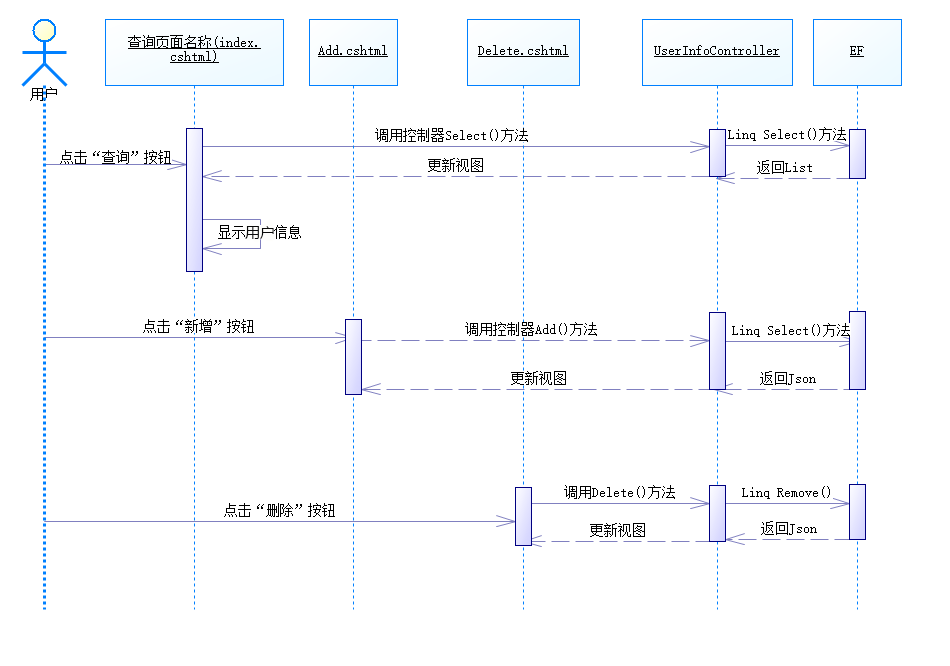 查询页面名称(index.
cshtml)
Add.cshtml
Delete.cshtml
UserInfoController
EF
用户
调用控制器Select()方法
Linq Select()方法
点击“查询”按钮
更新视图
返回List
显示用户信息
点击“新增”按钮
调用控制器Add()方法
Linq Select()方法
更新视图
返回Json
调用Delete()方法
Linq Remove()
点击“删除”按钮
更新视图
返回Json